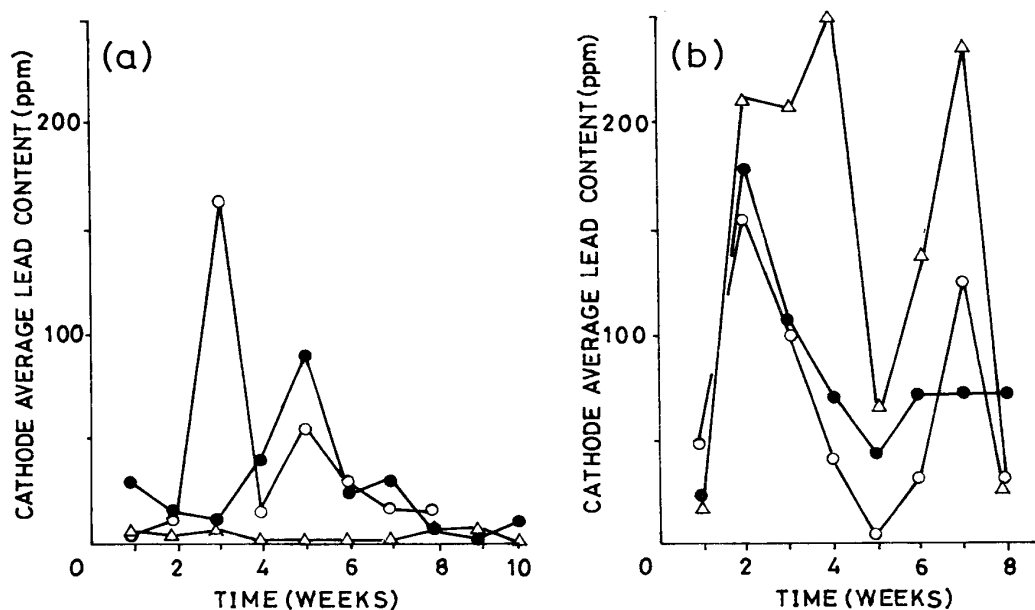 (a)
CATHODE AVERAGE LEAD CONTENT (ppm)
200
100
0
2
4
6
8
10
TIME (WEEKS)
(b)
CATHODE AVERAGE LEAD CONTENT (ppm)
200
100
0
2
4
6
8
TIME (WEEKS)